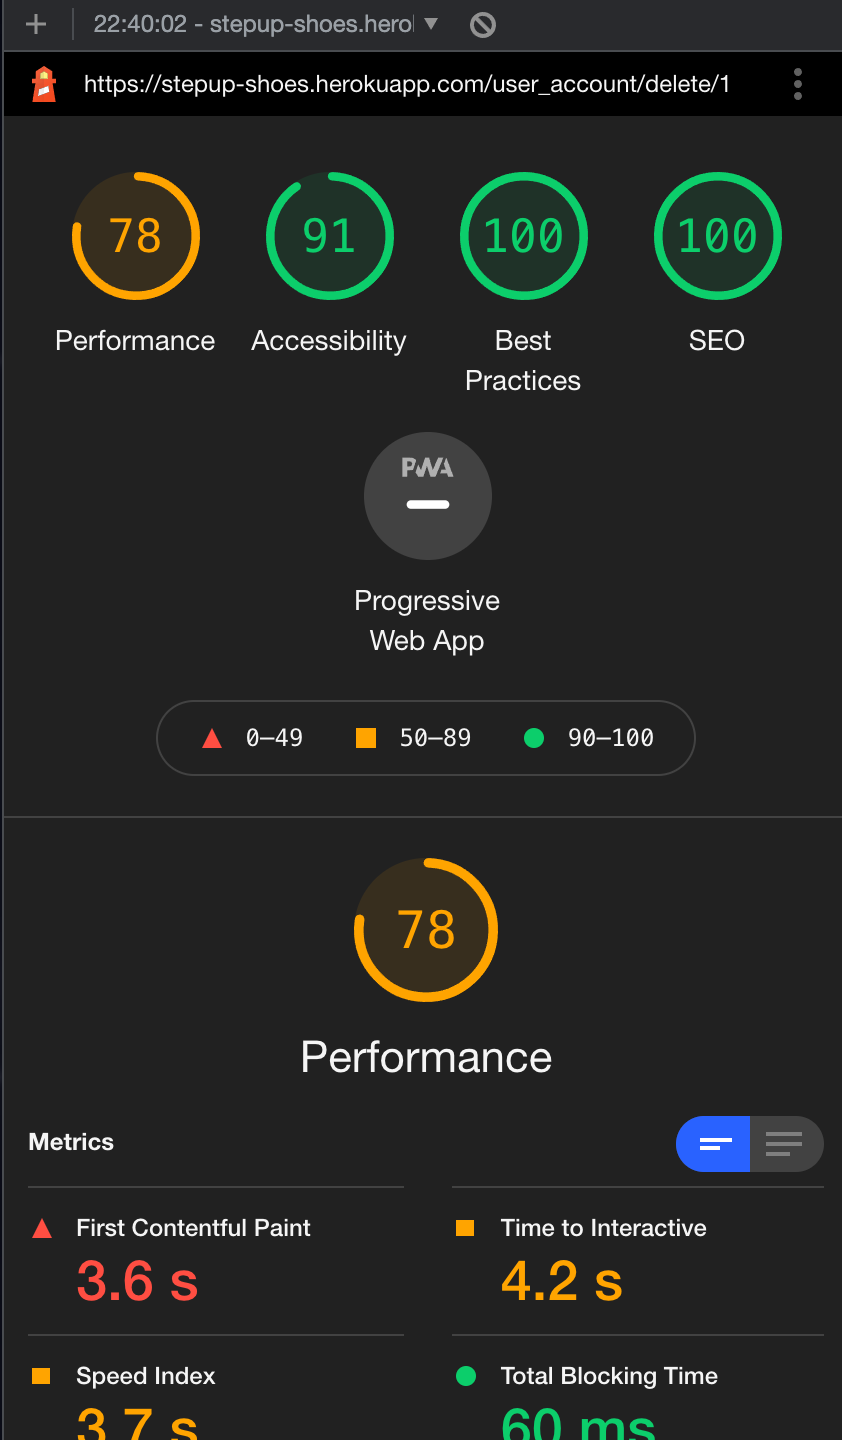 22:40:02 - stepup-shoes.hero
https://stepup-shoes.herokuapp.com/user_account/delete/1
78 91 100 100
Performance Accessibility Best Practices SEO
PWA
Progressive
Web App
0–49 50–89 90–100
78
Performance
Metrics
First Contentful Paint Time to Interactive
3.6 s 4.2 s
Speed Index Total Blocking Time
3.7 s 60 ms